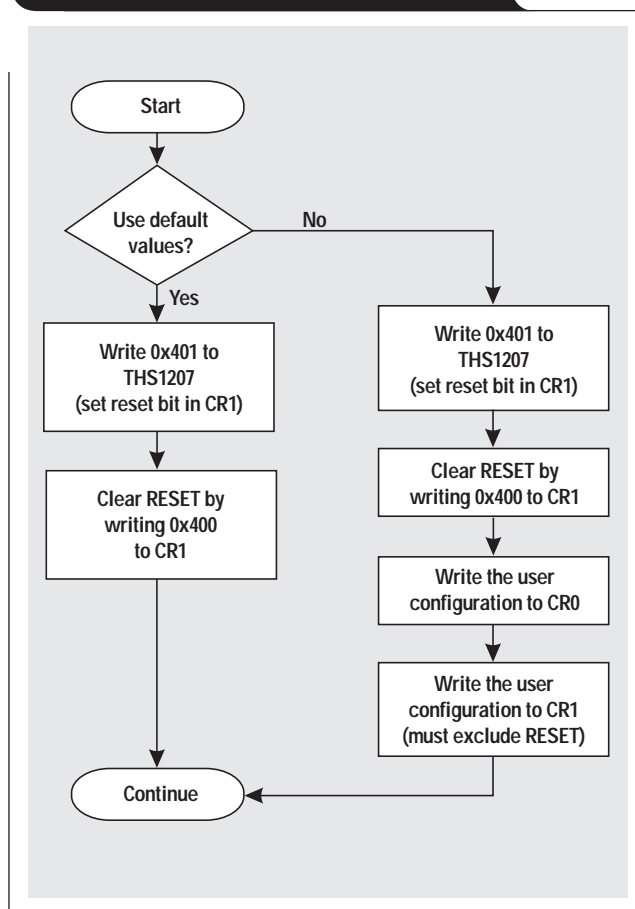 Start
Use default
values?
No
Yes
Write 0x401 to
THS1207
(set reset bit in CR1)
Clear RESET by
writing 0x400
to CR1
Write 0x401 to
THS1207
(set reset bit in CR1)
Clear RESET by
writing 0x400 to CR1
Write the user
configuration to CR0
Write the user
configuration to CR1
(must exclude RESET)
Continue